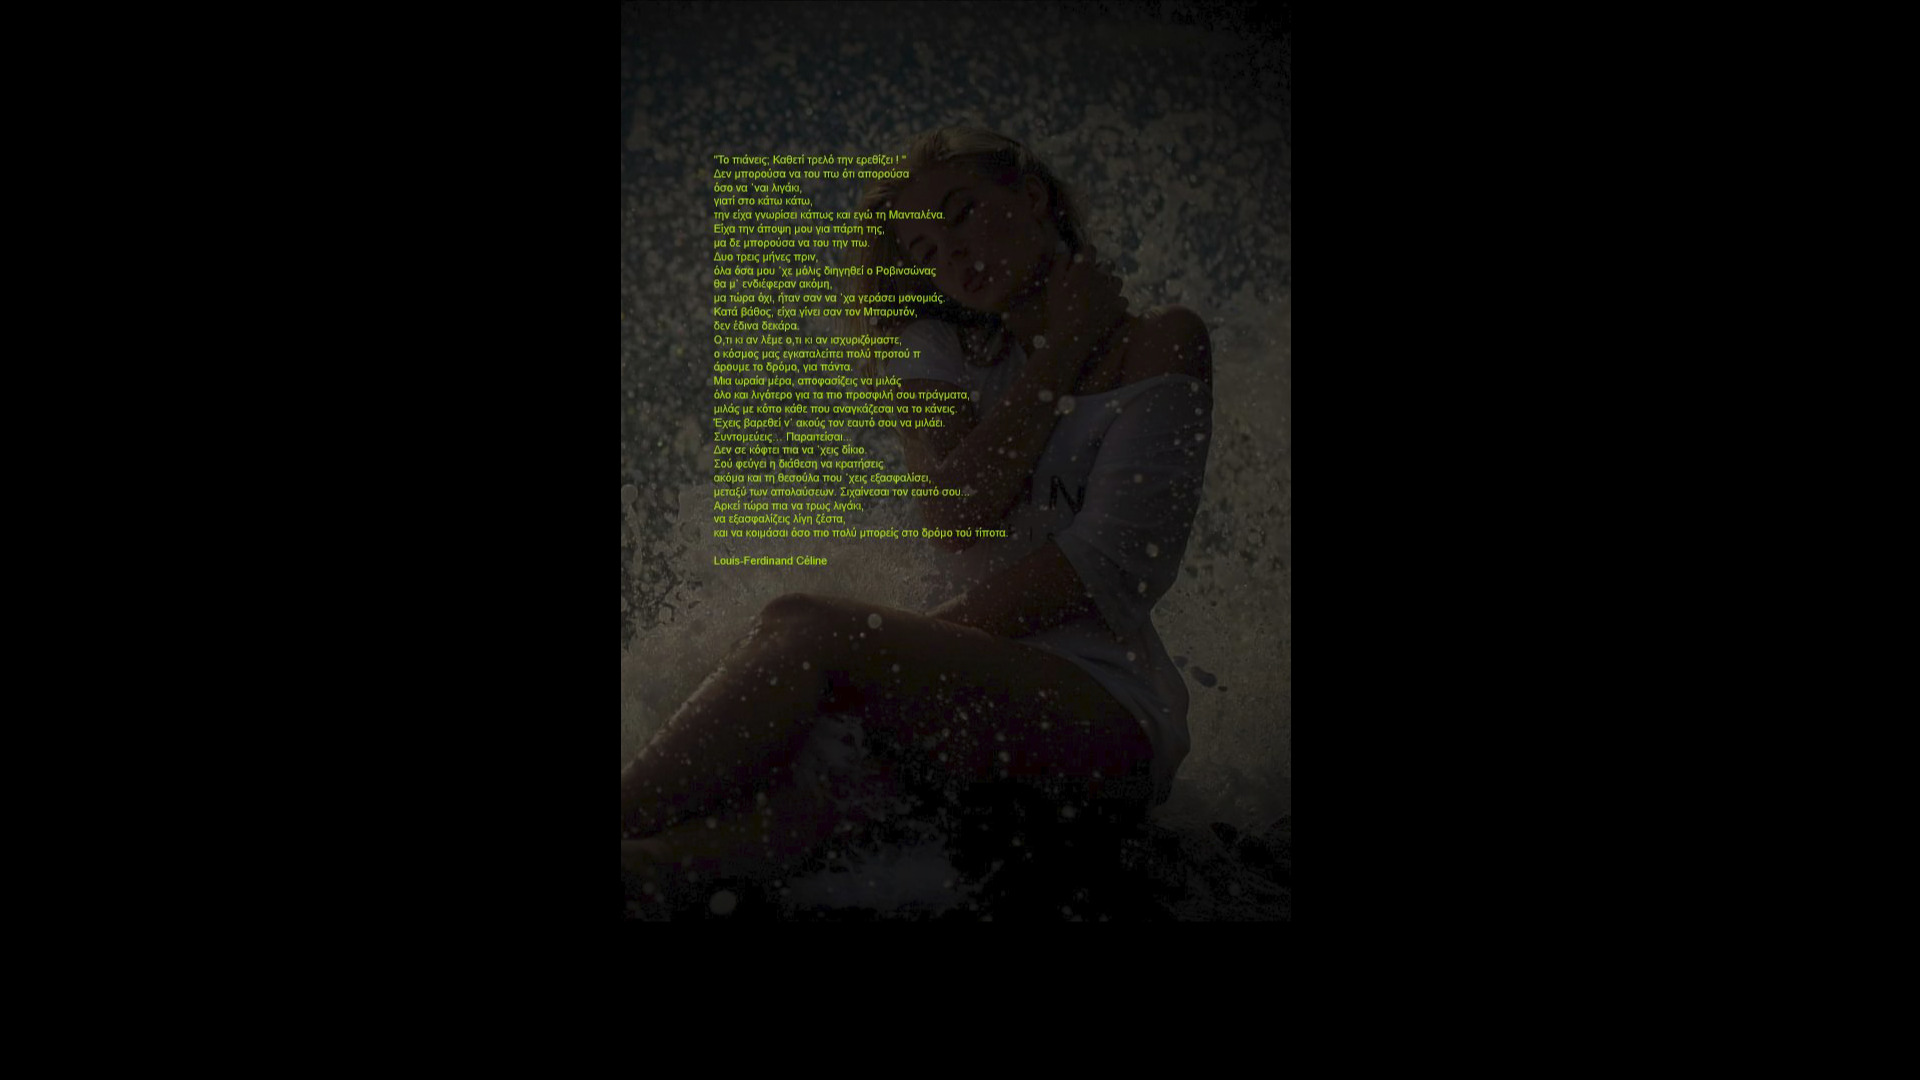 "Το πιάνεις; Καθετί τρελό την ερεθίζει ! "
Δεν μπορούσα να του πω ότι απορούσα
όσο να `ναι λιγάκι,
γιατί στο κάτω κάτω,
την είχα γνωρίσει κάπως και εγώ τη Μανταλένα.
Είχα την άποψη μου για πάρτη της,
μα δε μπορούσα να του την πω.
Δυο τρεις μήνες πριν,
όλα όσα μου `χε μόλις διηγηθεί ο Ροβινσώνας
θα μ` ενδιέφεραν ακόμη,
μα τώρα όχι, ήταν σαν να `χα γεράσει μονομιάς.
Κατά βάθος, είχα γίνει σαν τον Μπαρυτόν,
δεν έδινα δεκάρα.
Ο,τι κι αν λέμε ο,τι κι αν ισχυριζόμαστε,
ο κόσμος μας εγκαταλείπει πολύ προτού π
άρουμε το δρόμο, για πάντα.
Μια ωραία μέρα, αποφασίζεις να μιλάς
όλο και λιγότερο για τα πιο προσφιλή σου πράγματα,
μιλάς με κόπο κάθε που αναγκάζεσαι να το κάνεις.
Έχεις βαρεθεί ν` ακούς τον εαυτό σου να μιλάει.
Συντομεύεις... Παραιτείσαι...
Δεν σε κόφτει πια να `χεις δίκιο.
Σού φεύγει η διάθεση να κρατήσεις
ακόμα και τη θεσούλα που `χεις εξασφαλίσει,
μεταξύ των απολαύσεων. Σιχαίνεσαι τον εαυτό σου...
Αρκεί τώρα πια να τρως λιγάκι,
να εξασφαλίζεις λίγη ζέστα,
και να κοιμάσαι όσο πιο πολύ μπορείς στο δρόμο τού τίποτα.
Louis-Ferdinand Céline
N